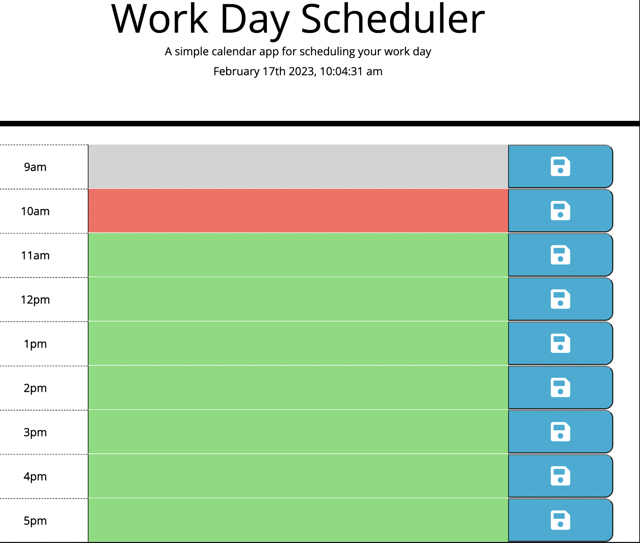 Work Day Scheduler
A simple calendar app for scheduling your work day
February 17th 2023, 10:04:31 am
9am
10am
11am
12pm
1pm
2pm
3pm
4pm
5pm